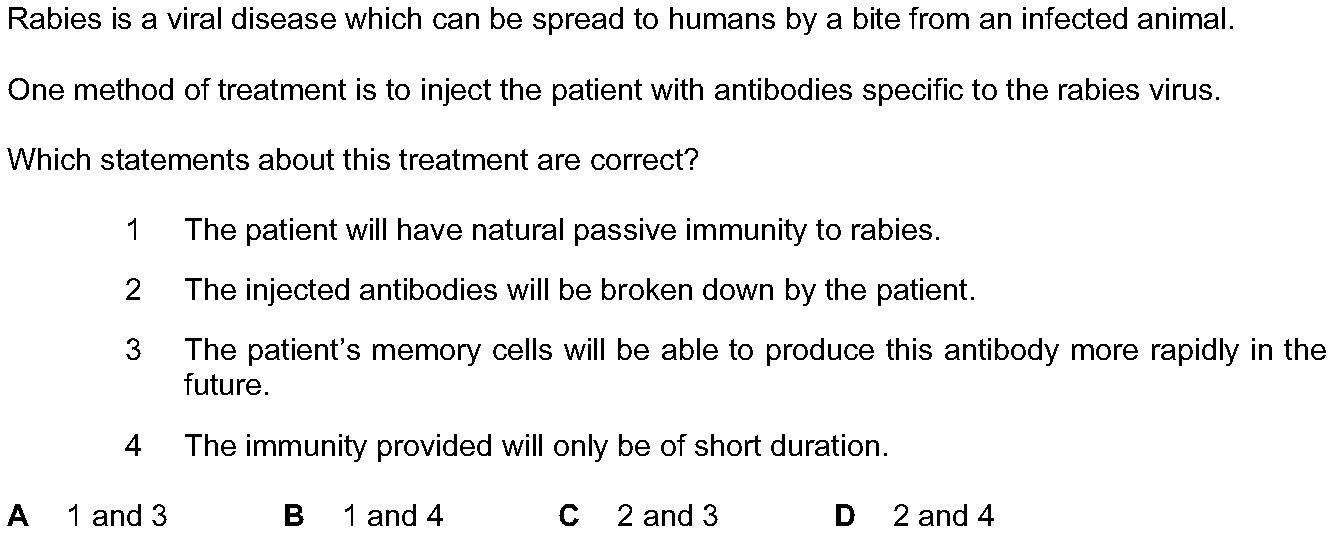 Rabies is a viral disease which can be spread to humans by a bite from an infected animal.
One method of treatment is to inject the patient with antibodies specific to the rabies virus.
Which statements about this treatment are correct?
1 The patient will have natural passive immunity to rabies.
2 The injected antibodies will be broken down by the patient.
3 The patient’s memory cells will be able to produce this antibody more rapidly in the
future.
4 The immunity provided will only be of short duration.
A 1 and 3 B 1 and 4 C 2 and 3 D 2 and 4